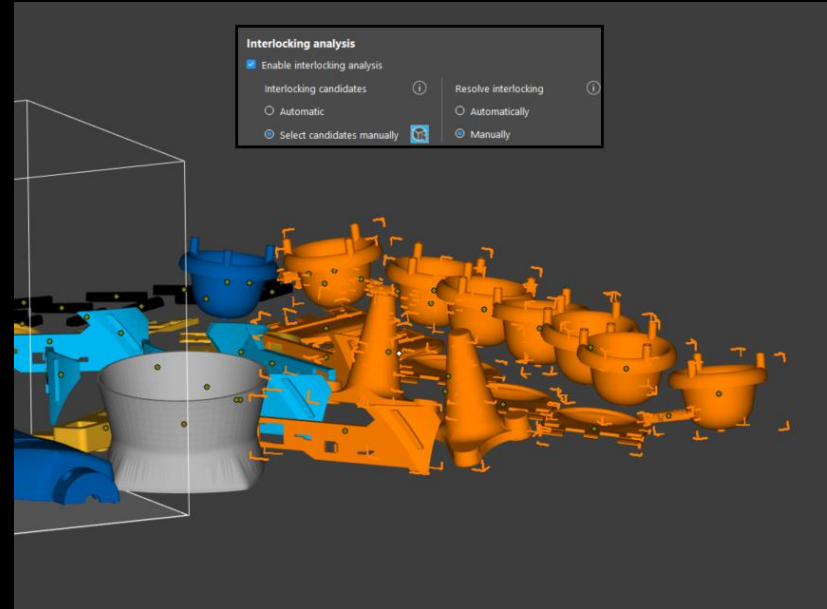 Interlocking analysis
Enable interlocking analysis
Interlocking candidates
Resolve interlocking
Automatic
Automatically
Select candidates manually
Manually